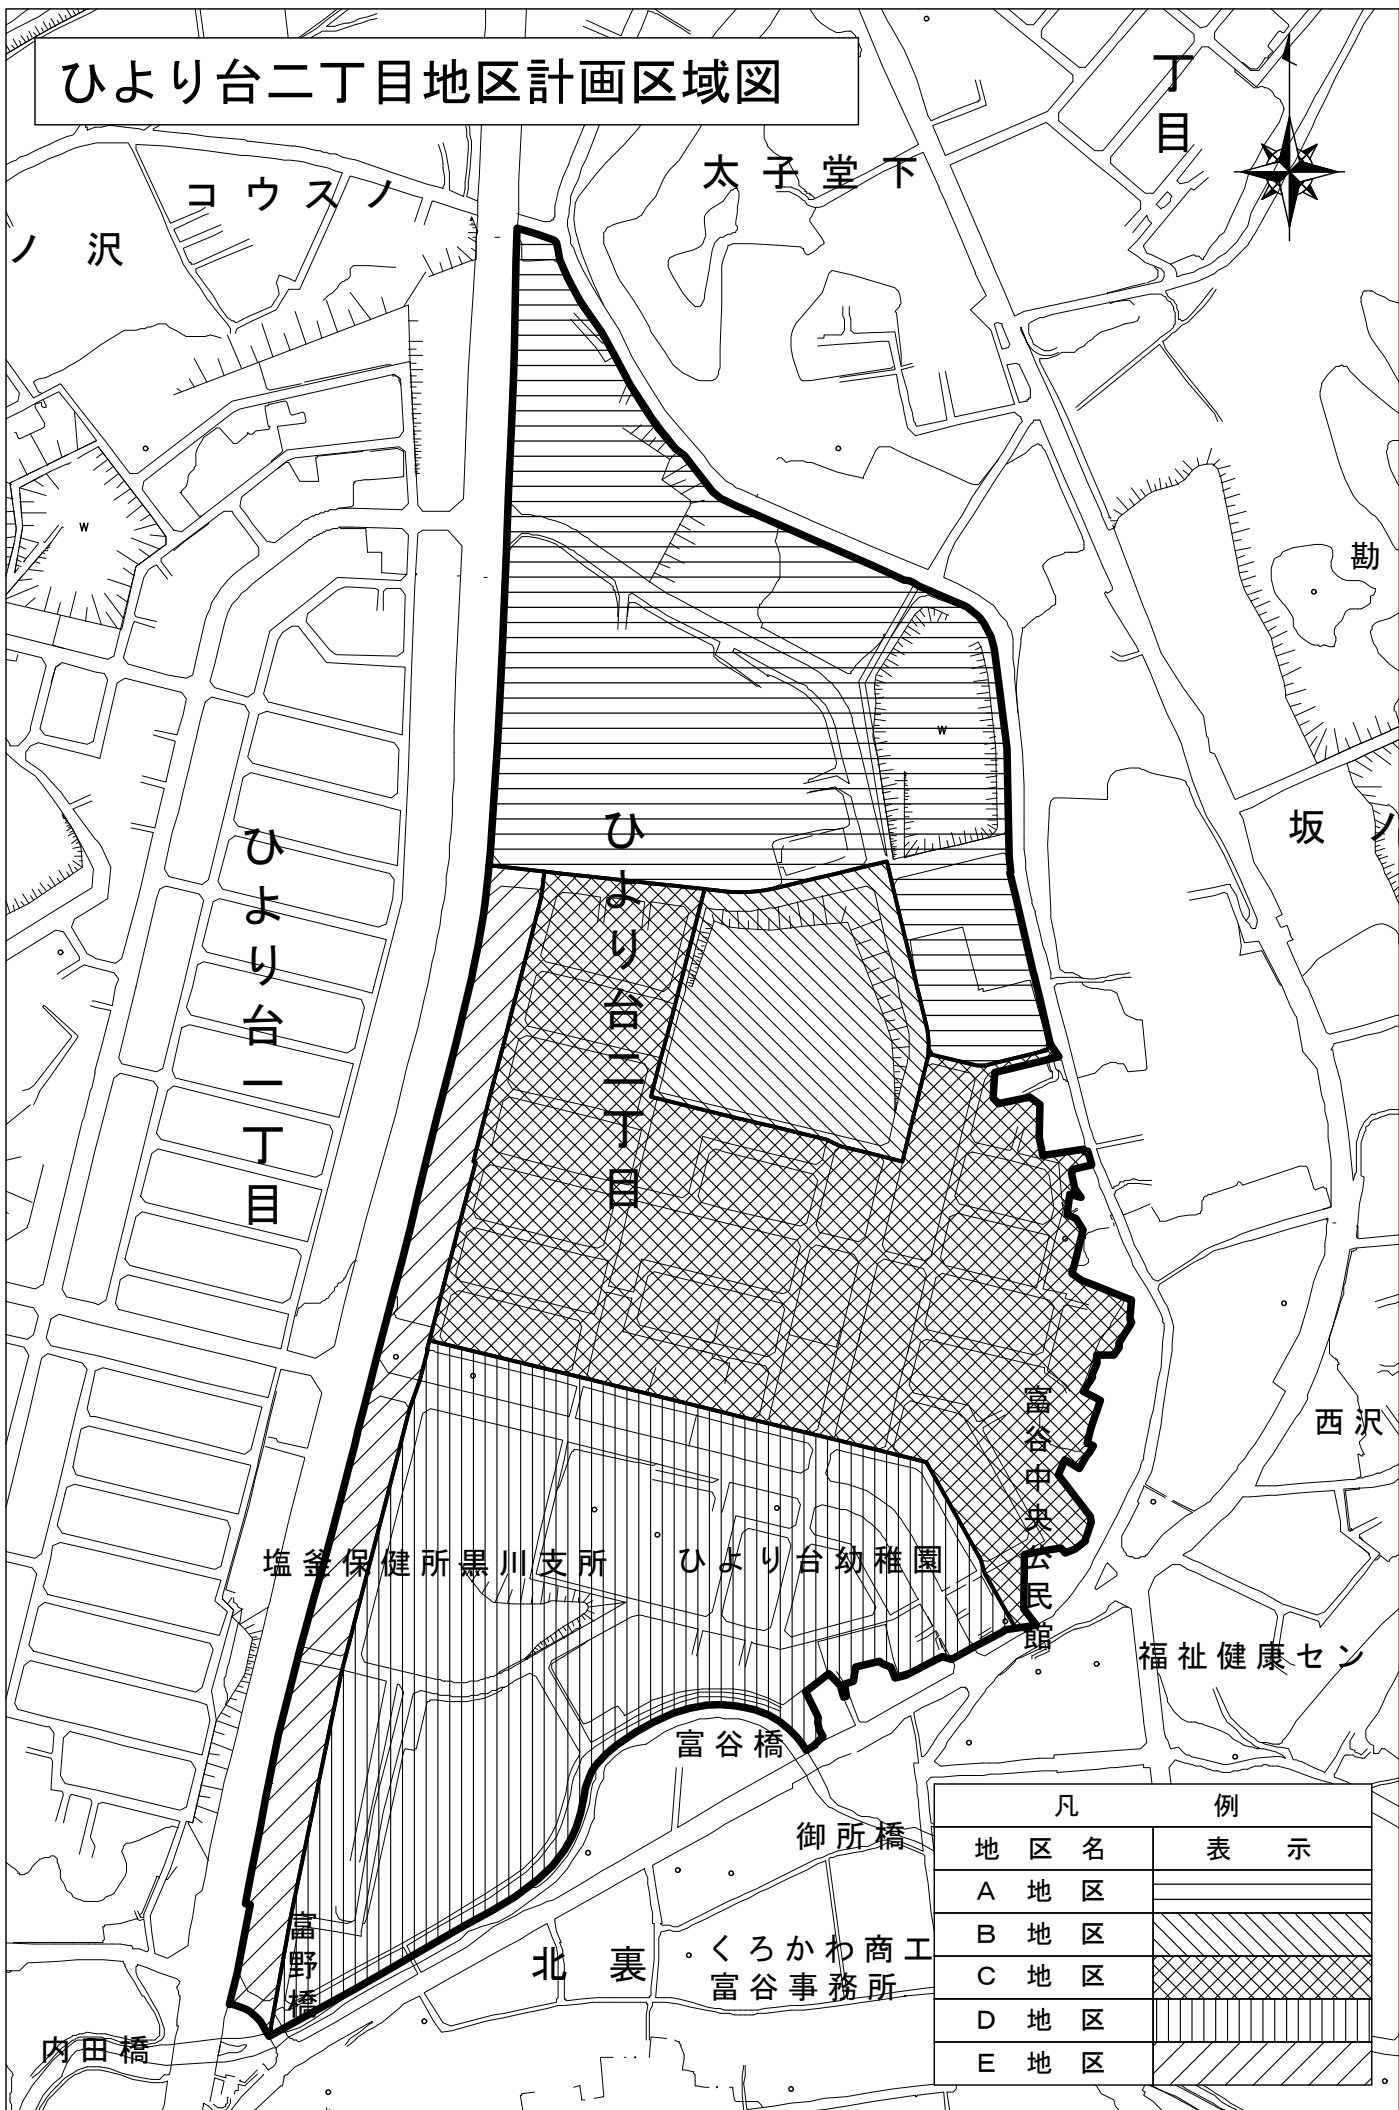 ひより台二丁目地区計画区域図
丁目
太子堂下
コウスノ
ノ沢
w
勘
w
坂ノ
ひより台一丁目
ひより台二丁目
富谷中央公民館
西沢
塩釜保健所黒川支所
ひより台幼稚園
福祉健康セン
富谷橋
御所橋
富野橋
北裏
くろかわ商工
富谷事務所
内田橋
凡例
地区名 表示
A地区
B地区
C地区
D地区
E地区